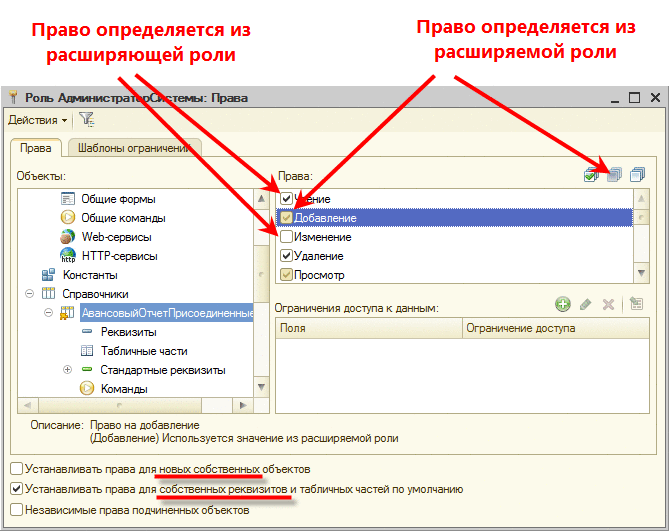 Право определяется из
расширяющей роли
Право определяется из
расширяемой роли
Роль АдминистраторСистемы: Права
Действия
Права
Шаблоны ограничений
Объекты:
Общие формы
Общие команды
Web-сервисы
HTTP-сервисы
Константы
Справочники
АвансовыйОтчетПрисоединенные
Реквизиты
Табличные части
Стандартные реквизиты
Команды
Права:
Чтение
Добавление
Изменение
Удаление
Просмотр
Ограничения доступа к данным:
Поля
Ограничение доступа
Описание:
Право на добавление
(Добавление) Используется значение из расширяемой роли
Устанавливать права для новых собственных объектов
Устанавливать права для собственных реквизитов и табличных частей по умолчанию
Независимые права подчиненных объектов